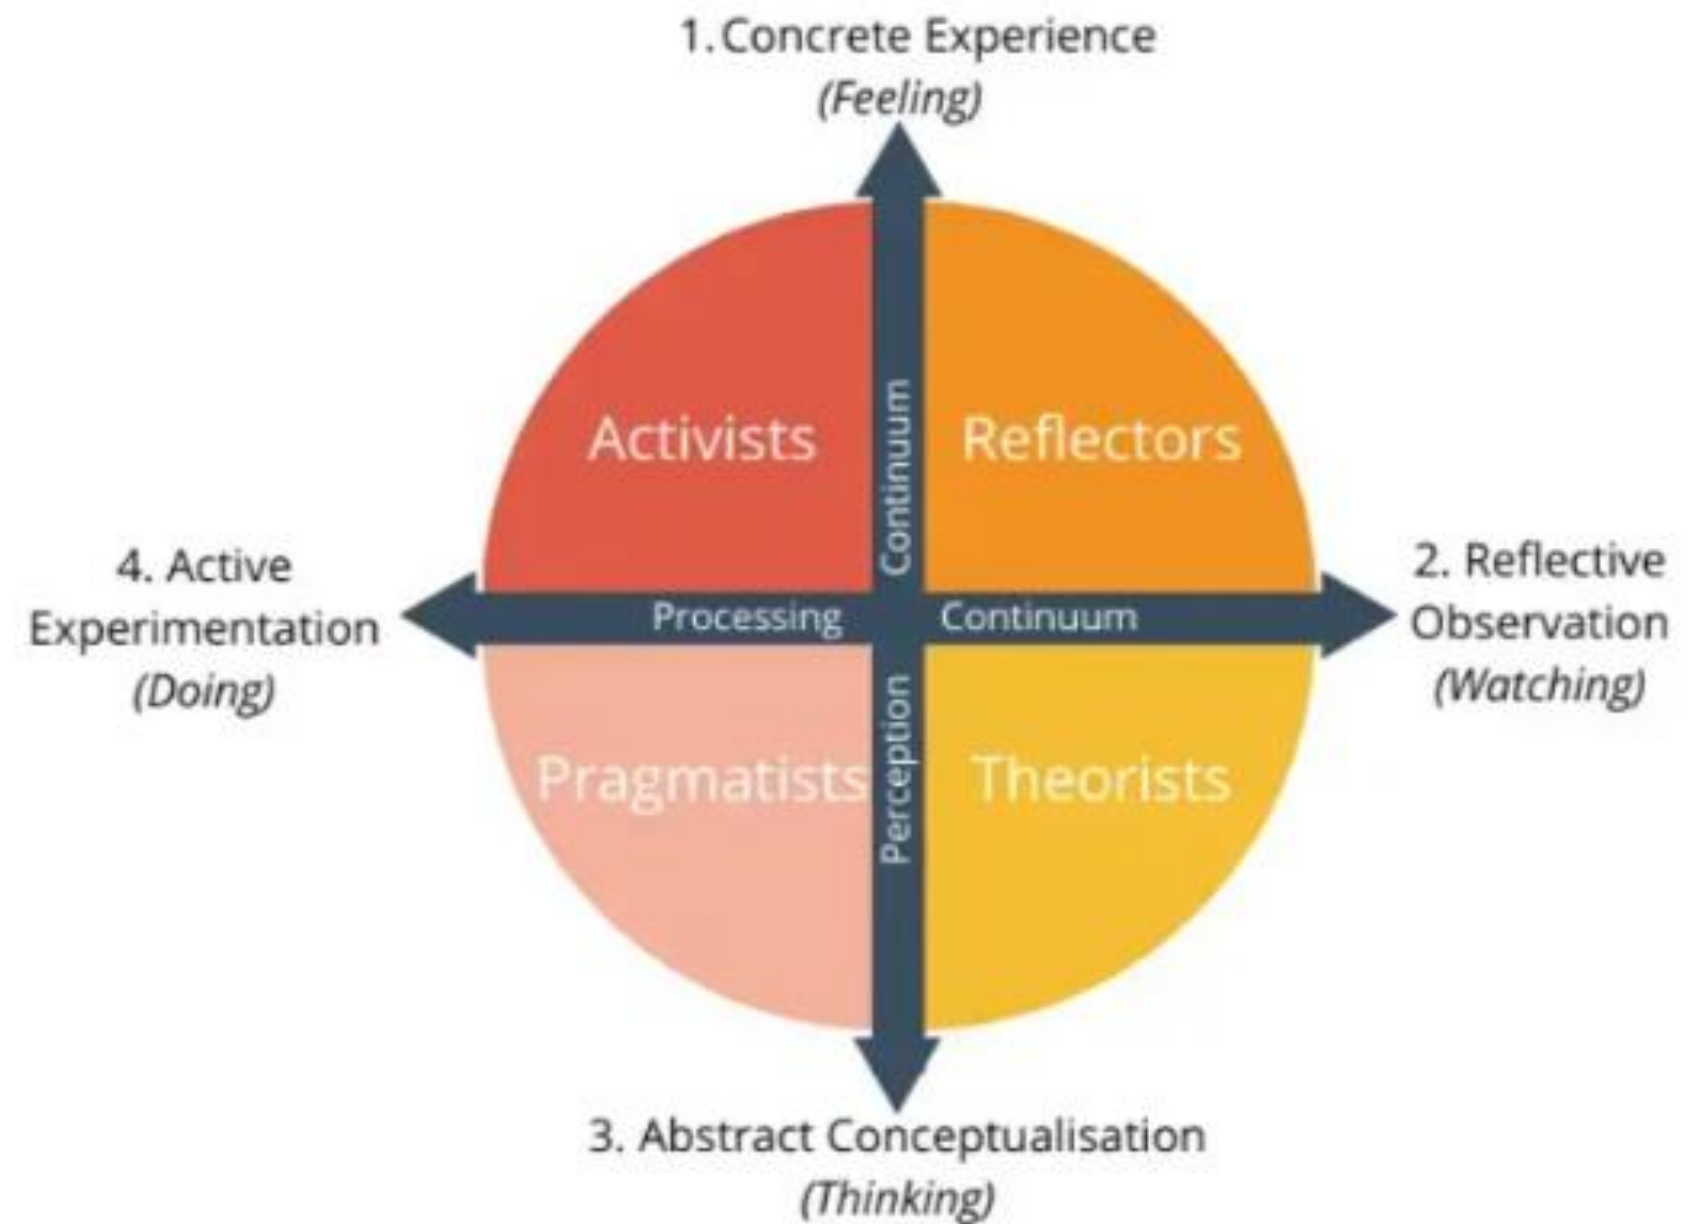 1. Concrete Experience
(Feeling)
Activists
Reflectors
Perception Continuum
4. Active
Experimentation
(Doing)
Processing Continuum
2. Reflective
Observation
(Watching)
Pragmatists
Theorists
3. Abstract Conceptualisation
(Thinking)